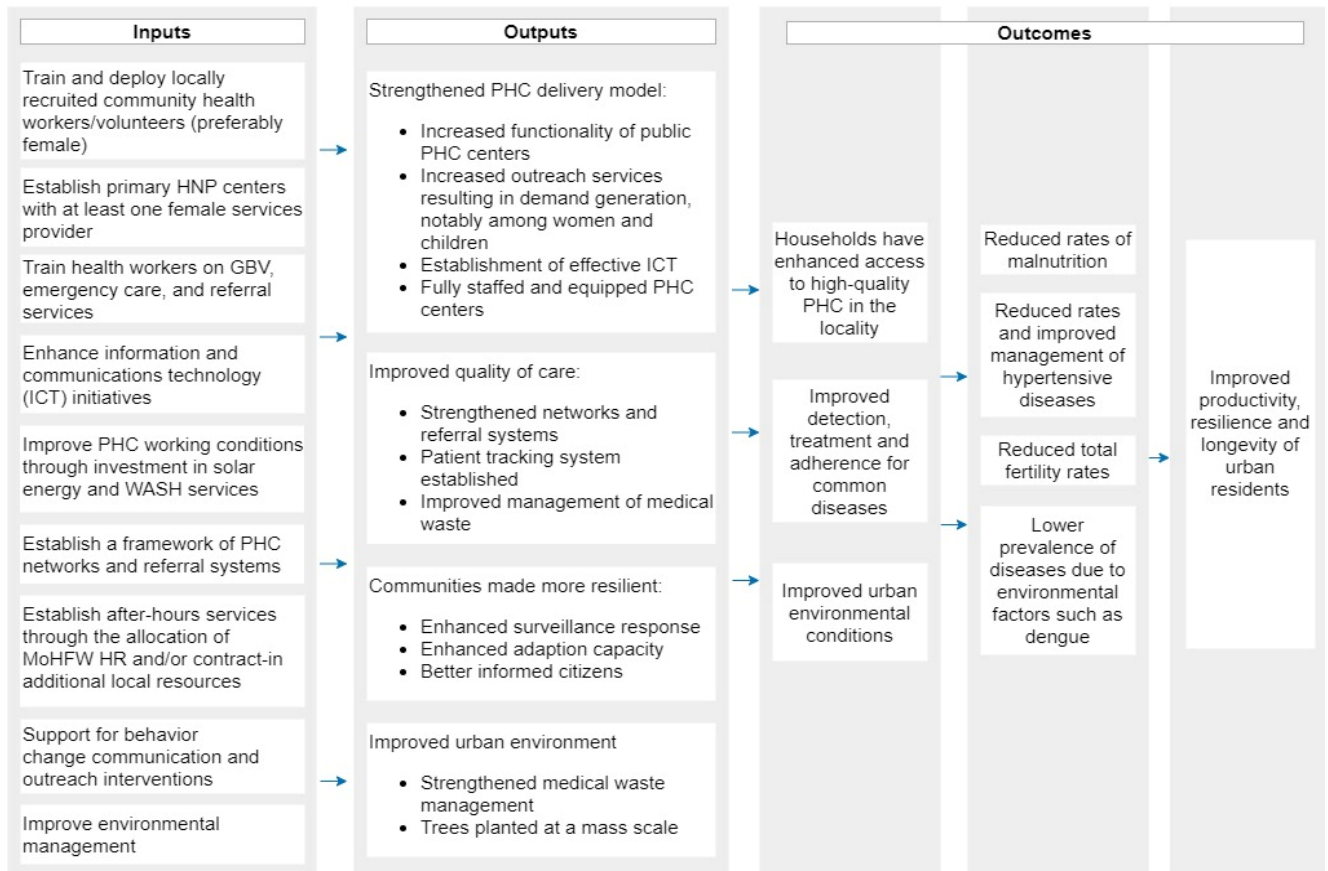 Inputs
Train and deploy locally
recruited community health
workers/volunteers (preferably
female)
Establish primary HNP centers
with at least one female services
provider
Train health workers on GBV,
emergency care, and referral
services
Enhance information and
communications technology
(ICT) initiatives
Improve PHC working conditions
through investment in solar
energy and WASH services
Establish a framework of PHC
networks and referral systems
Establish after-hours services
through the allocation of
MoHFW HR and/or contract-in
additional local resources
Support for behavior
change communication and
outreach interventions
Improve environmental
management
Outputs
Strengthened PHC delivery model:
• Increased functionality of public
PHC centers
• Increased outreach services
resulting in demand generation,
notably among women and
children
• Establishment of effective ICT
• Fully staffed and equipped PHC
centers
Improved quality of care:
• Strengthened networks and
referral systems
• Patient tracking system
established
• Improved management of medical
waste
Communities made more resilient:
• Enhanced surveillance response
• Enhanced adaption capacity
• Better informed citizens
Improved urban environment
• Strengthened medical waste
management
• Trees planted at a mass scale
Outcomes
Households have
enhanced access
to high-quality
PHC in the
locality
Improved
detection,
treatment and
adherence for
common
diseases
Improved urban
environmental
conditions
Reduced rates of
malnutrition
Reduced rates
and improved
management of
hypertensive
diseases
Reduced total
fertility rates
Lower
prevalence of
diseases due to
environmental
factors such as
dengue
Improved
productivity,
resilience and
longevity of
urban
residents